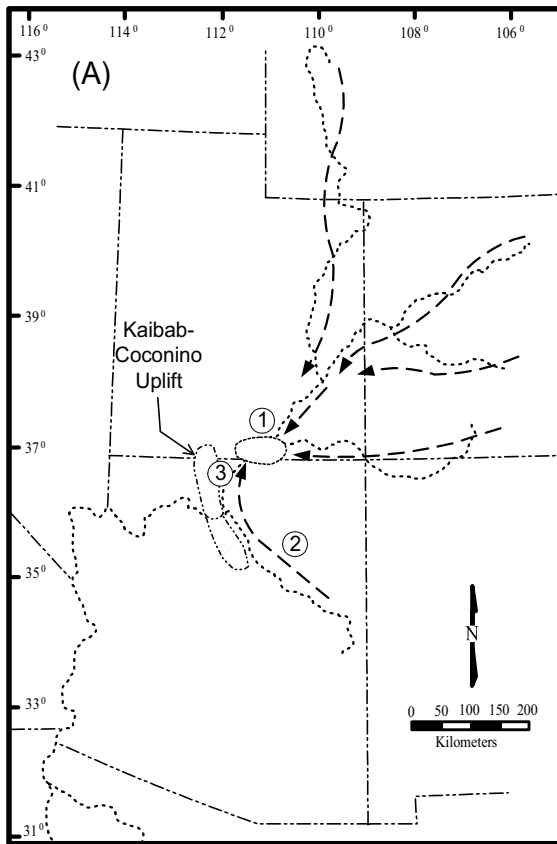 116⁰ 114⁰ 112⁰ 110⁰ 108⁰ 106⁰
43⁰
(A)
41⁰
39⁰
Kaibab-
Coconino
Uplift
①
37⁰
③
②
35⁰
N
33⁰
0 50 100 150 200
Kilometers
31⁰